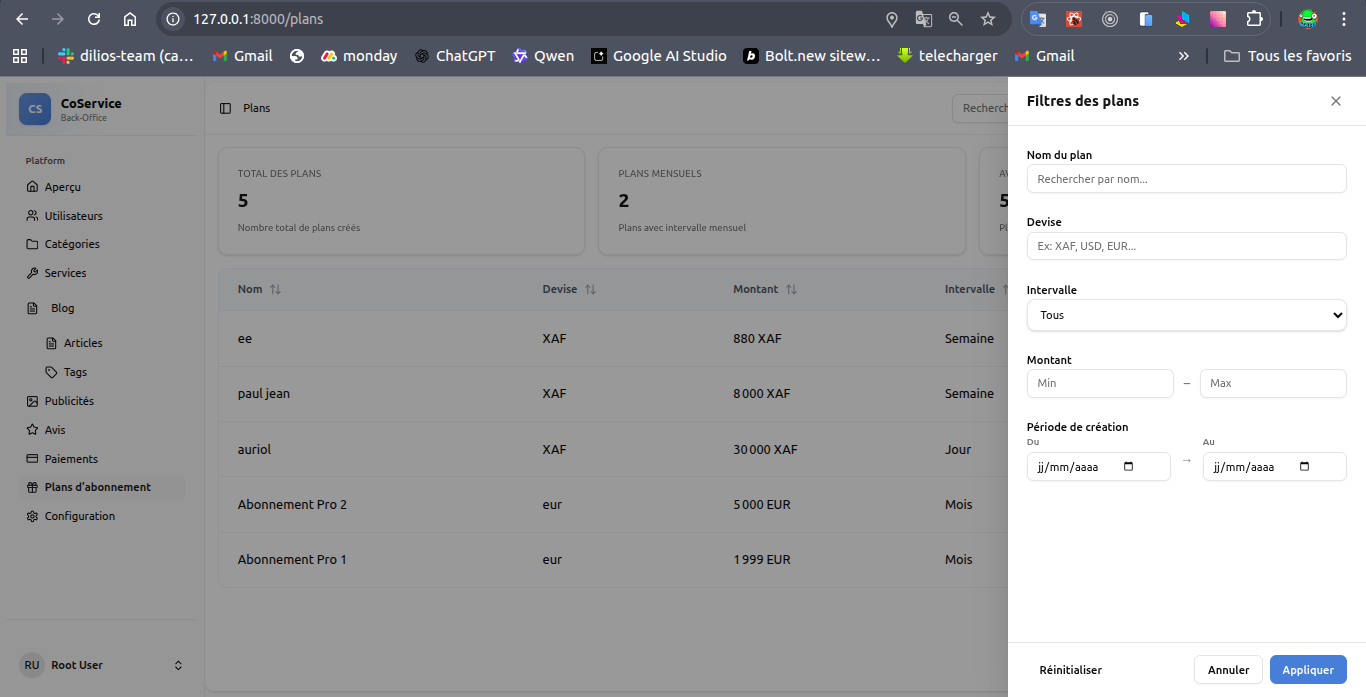 127.0.0.1:8000/plans
dilios-team (ca...
Gmail
monday
ChatGPT
Qwen
Google AI Studio
Bolt.new sitew...
telecharger
Gmail
»
Tous les favoris
CS
CoService
Back-Office
Platform
Aperçu
Utilisateurs
Catégories
Services
Blog
Articles
Tags
Publicités
Avis
Paiements
Plans d'abonnement
Configuration
RU
Root User
Plans
Recherch
TOTAL DES PLANS
5
Nombre total de plans créés
PLANS MENSUELS
2
Plans avec intervalle mensuel
AV
5
Pl
Nom
Devise
Montant
Intervalle
ee
XAF
880 XAF
Semaine
paul jean
XAF
8 000 XAF
Semaine
auriol
XAF
30 000 XAF
Jour
Abonnement Pro 2
eur
5 000 EUR
Mois
Abonnement Pro 1
eur
1 999 EUR
Mois
Filtres des plans
Nom du plan
Rechercher par nom...
Devise
Ex: XAF, USD, EUR...
Intervalle
Tous
Montant
Min
–
Max
Période de création
Du
Au
jj/mm/aaaa
→
jj/mm/aaaa
Réinitialiser
Annuler
Appliquer